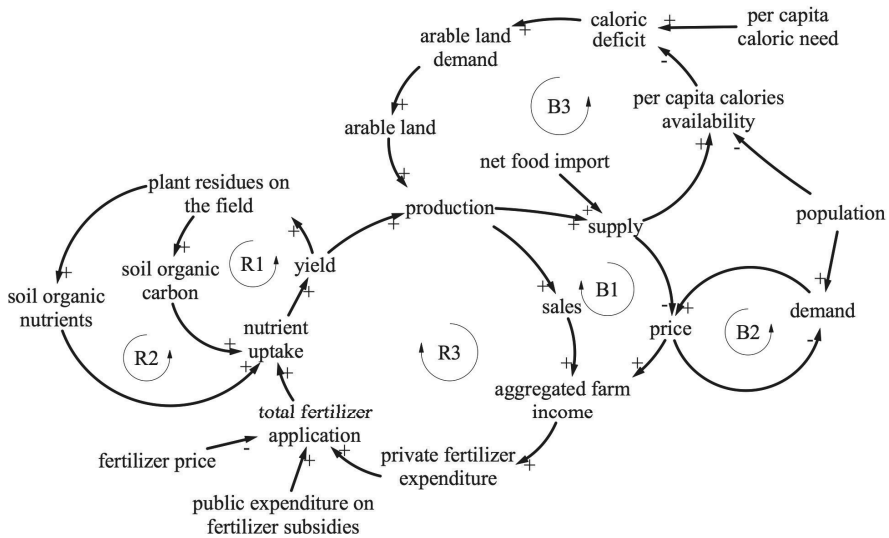 per capita
caloric need
caloric
deficit
arable land
demand
per capita calories
availability
B3
arable land
net food import
plant residues on
the field
production
population
supply
R1
yield
soil organic
carbon
soil organic
nutrients
sales
B1
demand
nutrient
uptake
price
B2
R2
R3
aggregated farm
income
total fertilizer
application
fertilizer price
private fertilizer
expenditure
public expenditure on
fertilizer subsidies
+
+
-
+
+
-
+
+
+
+
+
+
+
+
+
+
-
+
+
-
+
+
+
+
+
-
+
+
+